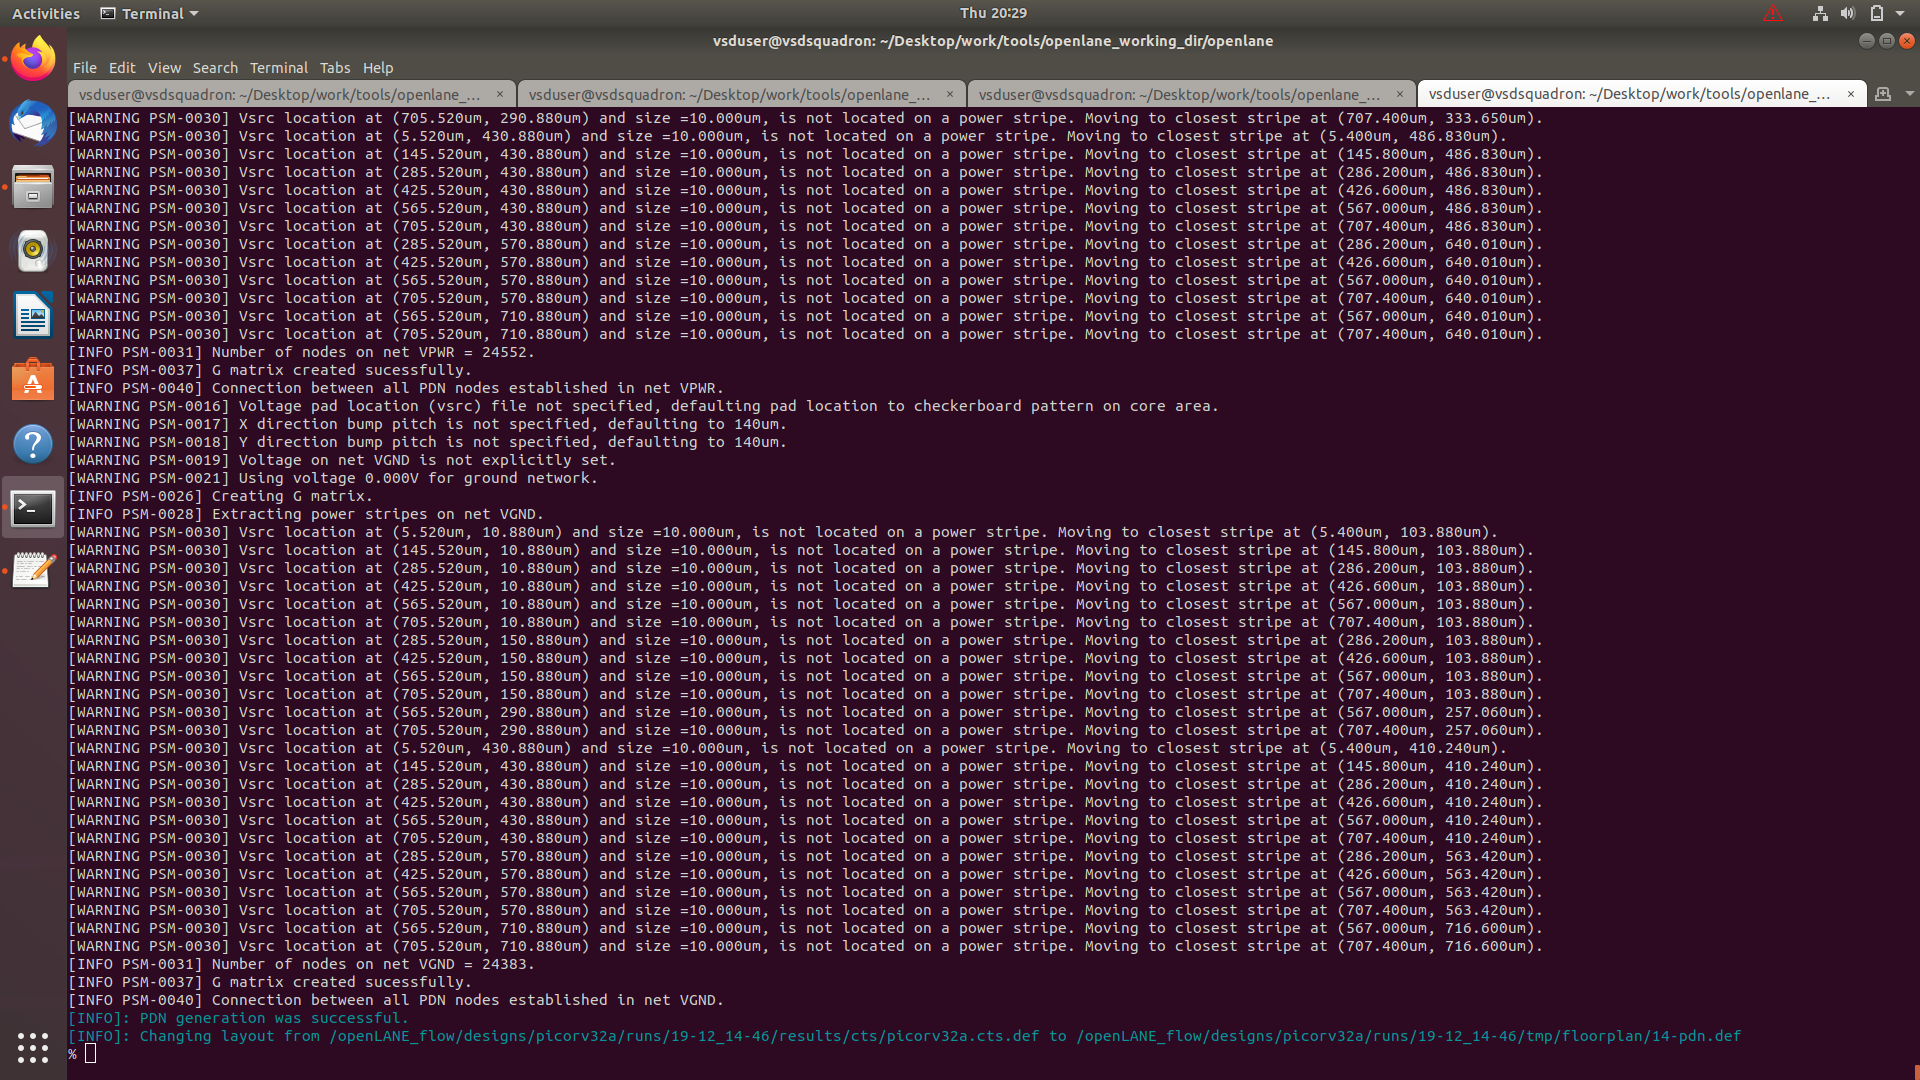 Activities
Terminal
Thu 20:29
vsduser@vsdsquadron: ~/Desktop/work/tools/openlane_working_dir/openlane
File Edit View Search Terminal Tabs Help
vsduser@vsdsquadron: ~/Desktop/work/tools/openlane_... × vsduser@vsdsquadron: ~/Desktop/work/tools/openlane_... × vsduser@vsdsquadron: ~/Desktop/work/tools/openlane_... × vsduser@vsdsquadron: ~/Desktop/work/tools/openlane_... ×
[WARNING PSM-0030] Vsrc location at (705.520um, 290.880um) and size =10.000um, is not located on a power stripe. Moving to closest stripe at (707.400um, 333.650um).
[WARNING PSM-0030] Vsrc location at (5.520um, 430.880um) and size =10.000um, is not located on a power stripe. Moving to closest stripe at (5.400um, 486.830um).
[WARNING PSM-0030] Vsrc location at (145.520um, 430.880um) and size =10.000um, is not located on a power stripe. Moving to closest stripe at (145.800um, 486.830um).
[WARNING PSM-0030] Vsrc location at (285.520um, 430.880um) and size =10.000um, is not located on a power stripe. Moving to closest stripe at (286.200um, 486.830um).
[WARNING PSM-0030] Vsrc location at (425.520um, 430.880um) and size =10.000um, is not located on a power stripe. Moving to closest stripe at (426.600um, 486.830um).
[WARNING PSM-0030] Vsrc location at (565.520um, 430.880um) and size =10.000um, is not located on a power stripe. Moving to closest stripe at (567.000um, 486.830um).
[WARNING PSM-0030] Vsrc location at (705.520um, 430.880um) and size =10.000um, is not located on a power stripe. Moving to closest stripe at (707.400um, 486.830um).
[WARNING PSM-0030] Vsrc location at (285.520um, 570.880um) and size =10.000um, is not located on a power stripe. Moving to closest stripe at (286.200um, 640.010um).
[WARNING PSM-0030] Vsrc location at (425.520um, 570.880um) and size =10.000um, is not located on a power stripe. Moving to closest stripe at (426.600um, 640.010um).
[WARNING PSM-0030] Vsrc location at (565.520um, 570.880um) and size =10.000um, is not located on a power stripe. Moving to closest stripe at (567.000um, 640.010um).
[WARNING PSM-0030] Vsrc location at (705.520um, 570.880um) and size =10.000um, is not located on a power stripe. Moving to closest stripe at (707.400um, 640.010um).
[WARNING PSM-0030] Vsrc location at (565.520um, 710.880um) and size =10.000um, is not located on a power stripe. Moving to closest stripe at (567.000um, 640.010um).
[WARNING PSM-0030] Vsrc location at (705.520um, 710.880um) and size =10.000um, is not located on a power stripe. Moving to closest stripe at (707.400um, 640.010um).
[INFO PSM-0031] Number of nodes on net VPWR = 24552.
[INFO PSM-0037] G matrix created sucessfully.
[INFO PSM-0040] Connection between all PDN nodes established in net VPWR.
[WARNING PSM-0016] Voltage pad location (vsrc) file not specified, defaulting pad location to checkerboard pattern on core area.
[WARNING PSM-0017] X direction bump pitch is not specified, defaulting to 140um.
[WARNING PSM-0018] Y direction bump pitch is not specified, defaulting to 140um.
[WARNING PSM-0019] Voltage on net VGND is not explicitly set.
[WARNING PSM-0021] Using voltage 0.000V for ground network.
[INFO PSM-0026] Creating G matrix.
[INFO PSM-0028] Extracting power stripes on net VGND.
[WARNING PSM-0030] Vsrc location at (5.520um, 10.880um) and size =10.000um, is not located on a power stripe. Moving to closest stripe at (5.400um, 103.880um).
[WARNING PSM-0030] Vsrc location at (145.520um, 10.880um) and size =10.000um, is not located on a power stripe. Moving to closest stripe at (145.800um, 103.880um).
[WARNING PSM-0030] Vsrc location at (285.520um, 10.880um) and size =10.000um, is not located on a power stripe. Moving to closest stripe at (286.200um, 103.880um).
[WARNING PSM-0030] Vsrc location at (425.520um, 10.880um) and size =10.000um, is not located on a power stripe. Moving to closest stripe at (426.600um, 103.880um).
[WARNING PSM-0030] Vsrc location at (565.520um, 10.880um) and size =10.000um, is not located on a power stripe. Moving to closest stripe at (567.000um, 103.880um).
[WARNING PSM-0030] Vsrc location at (705.520um, 10.880um) and size =10.000um, is not located on a power stripe. Moving to closest stripe at (707.400um, 103.880um).
[WARNING PSM-0030] Vsrc location at (285.520um, 150.880um) and size =10.000um, is not located on a power stripe. Moving to closest stripe at (286.200um, 103.880um).
[WARNING PSM-0030] Vsrc location at (425.520um, 150.880um) and size =10.000um, is not located on a power stripe. Moving to closest stripe at (426.600um, 103.880um).
[WARNING PSM-0030] Vsrc location at (565.520um, 150.880um) and size =10.000um, is not located on a power stripe. Moving to closest stripe at (567.000um, 103.880um).
[WARNING PSM-0030] Vsrc location at (705.520um, 150.880um) and size =10.000um, is not located on a power stripe. Moving to closest stripe at (707.400um, 103.880um).
[WARNING PSM-0030] Vsrc location at (565.520um, 290.880um) and size =10.000um, is not located on a power stripe. Moving to closest stripe at (567.000um, 257.060um).
[WARNING PSM-0030] Vsrc location at (705.520um, 290.880um) and size =10.000um, is not located on a power stripe. Moving to closest stripe at (707.400um, 257.060um).
[WARNING PSM-0030] Vsrc location at (5.520um, 430.880um) and size =10.000um, is not located on a power stripe. Moving to closest stripe at (5.400um, 410.240um).
[WARNING PSM-0030] Vsrc location at (145.520um, 430.880um) and size =10.000um, is not located on a power stripe. Moving to closest stripe at (145.800um, 410.240um).
[WARNING PSM-0030] Vsrc location at (285.520um, 430.880um) and size =10.000um, is not located on a power stripe. Moving to closest stripe at (286.200um, 410.240um).
[WARNING PSM-0030] Vsrc location at (425.520um, 430.880um) and size =10.000um, is not located on a power stripe. Moving to closest stripe at (426.600um, 410.240um).
[WARNING PSM-0030] Vsrc location at (565.520um, 430.880um) and size =10.000um, is not located on a power stripe. Moving to closest stripe at (567.000um, 410.240um).
[WARNING PSM-0030] Vsrc location at (705.520um, 430.880um) and size =10.000um, is not located on a power stripe. Moving to closest stripe at (707.400um, 410.240um).
[WARNING PSM-0030] Vsrc location at (285.520um, 570.880um) and size =10.000um, is not located on a power stripe. Moving to closest stripe at (286.200um, 563.420um).
[WARNING PSM-0030] Vsrc location at (425.520um, 570.880um) and size =10.000um, is not located on a power stripe. Moving to closest stripe at (426.600um, 563.420um).
[WARNING PSM-0030] Vsrc location at (565.520um, 570.880um) and size =10.000um, is not located on a power stripe. Moving to closest stripe at (567.000um, 563.420um).
[WARNING PSM-0030] Vsrc location at (705.520um, 570.880um) and size =10.000um, is not located on a power stripe. Moving to closest stripe at (707.400um, 563.420um).
[WARNING PSM-0030] Vsrc location at (565.520um, 710.880um) and size =10.000um, is not located on a power stripe. Moving to closest stripe at (567.000um, 716.600um).
[WARNING PSM-0030] Vsrc location at (705.520um, 710.880um) and size =10.000um, is not located on a power stripe. Moving to closest stripe at (707.400um, 716.600um).
[INFO PSM-0031] Number of nodes on net VGND = 24383.
[INFO PSM-0037] G matrix created sucessfully.
[INFO PSM-0040] Connection between all PDN nodes established in net VGND.
[INFO]: PDN generation was successful.
[INFO]: Changing layout from /openLANE_flow/designs/picorv32a/runs/19-12_14-46/results/cts/picorv32a.cts.def to /openLANE_flow/designs/picorv32a/runs/19-12_14-46/tmp/floorplan/14-pdn.def
%